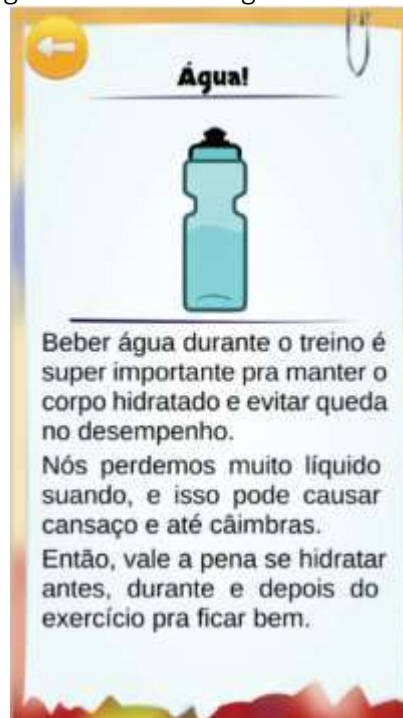 Água!
Beber água durante o treino é
super importante pra manter o
corpo hidratado e evitar queda
no desempenho.
Nós perdemos muito líquido
suando, e isso pode causar
cansaço e até câimbras.
Então, vale a pena se hidratar
antes, durante e depois do
exercício pra ficar bem.